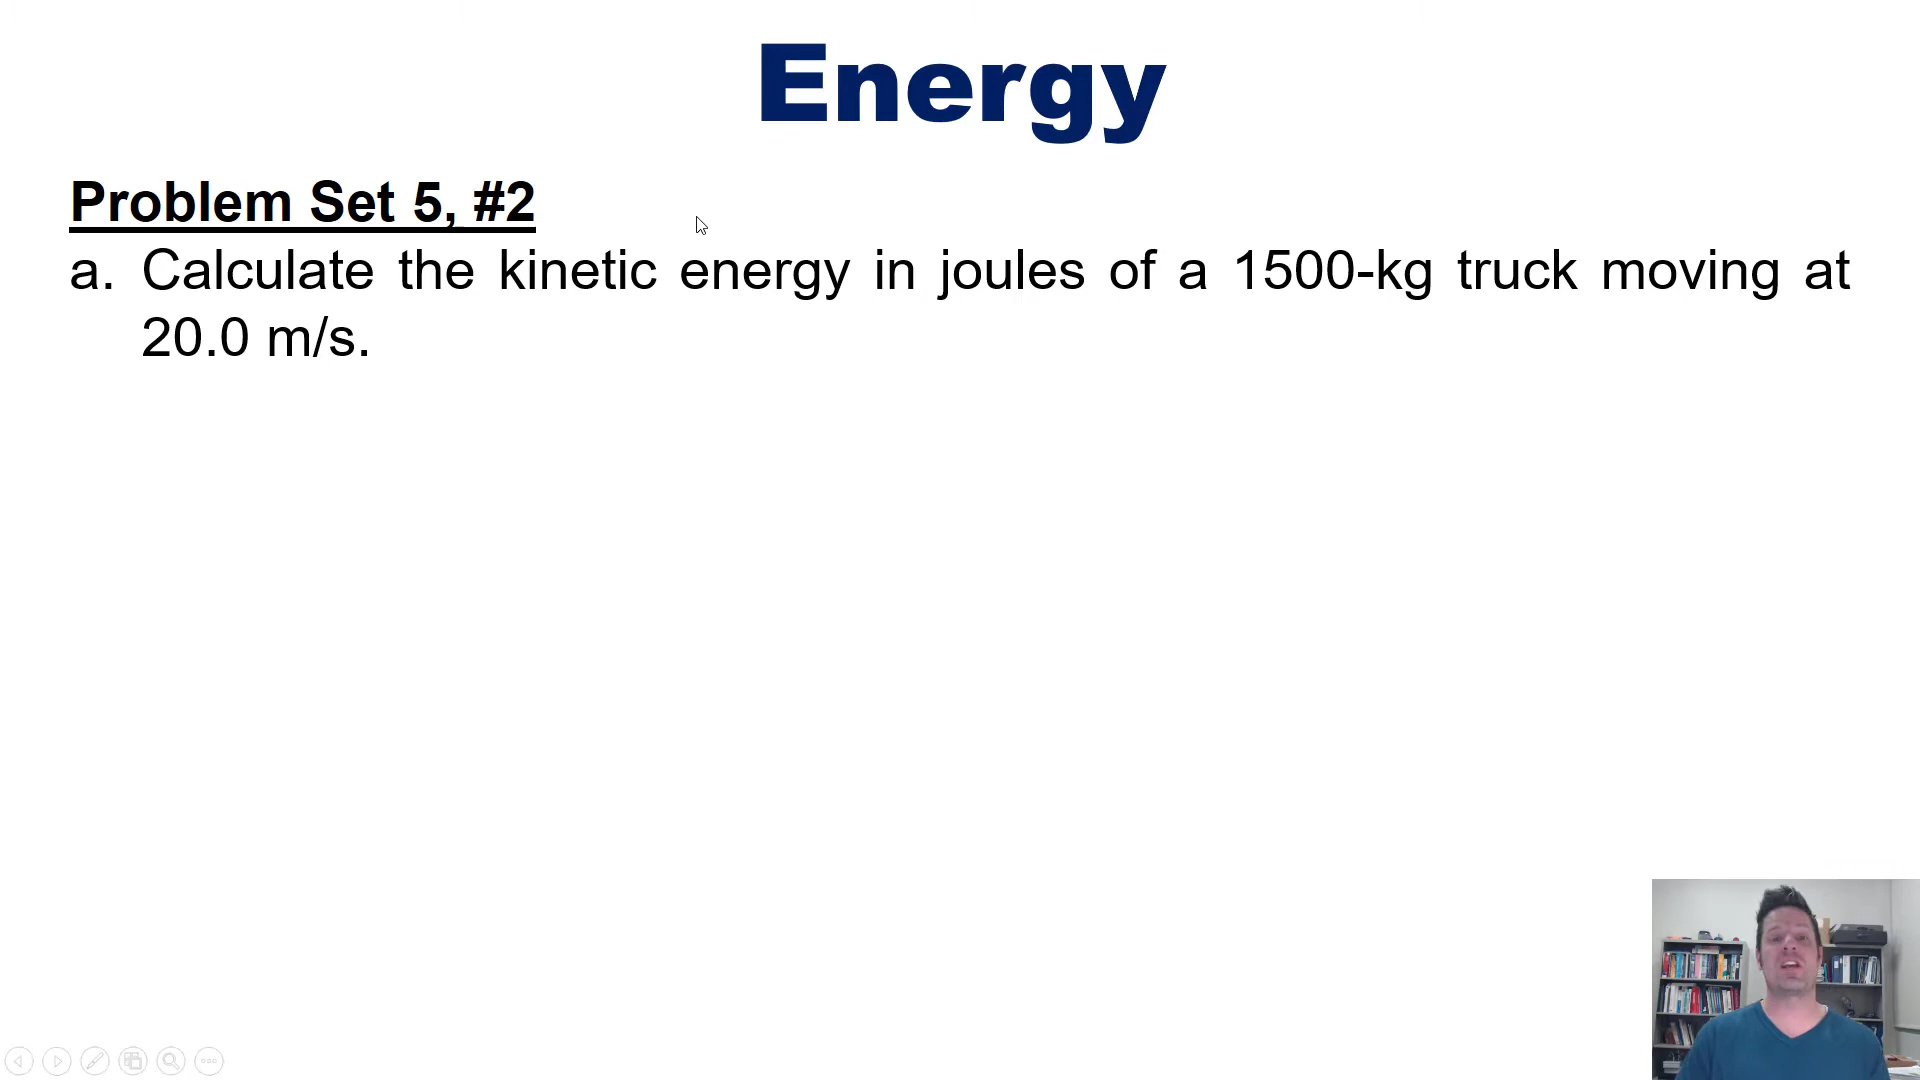 Energy
Problem Set 5, #2
a. Calculate the kinetic energy in joules of a 1500-kg truck moving at
20.0 m/s.